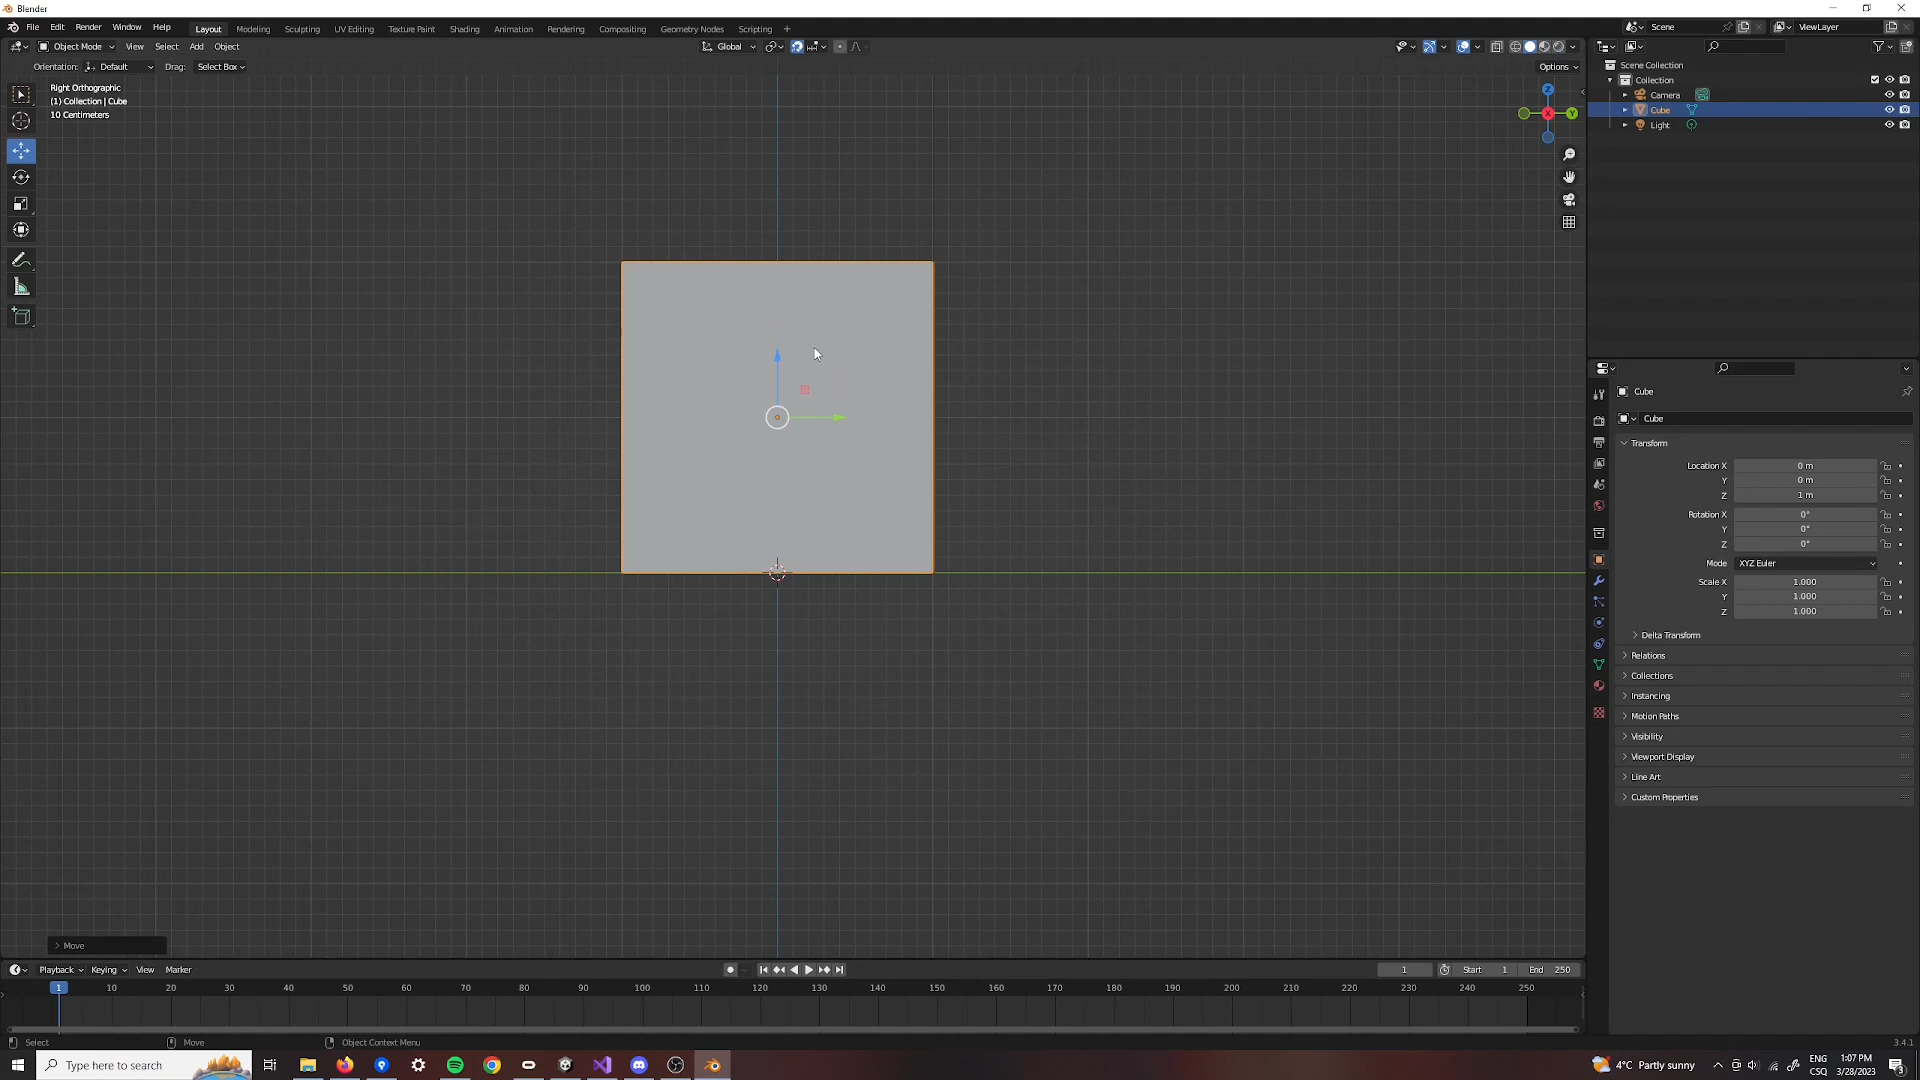 Blender
File Edit Render Window Help Layout Modeling Sculpting UV Editing Texture Paint Shading Animation Rendering Compositing Geometry Nodes Scripting + Scene ViewLayer
Object Mode View Select Add Object Global
Orientation: Default Drag: Select Box Options
Right Orthographic
(1) Collection | Cube
10 Centimeters
Z
X
Y
Scene Collection
Collection
Camera
Cube
Light
Cube
Cube
Transform
Location X 0 m
Y 0 m
Z 1 m
Rotation X 0°
Y 0°
Z 0°
Mode XYZ Euler
Scale X 1.000
Y 1.000
Z 1.000
Delta Transform
Relations
Collections
Instancing
Motion Paths
Visibility
Viewport Display
Line Art
Custom Properties
Move
Playback Keying View Marker 1 Start 1 End 250
1 10 20 30 40 50 60 70 80 90 100 110 120 130 140 150 160 170 180 190 200 210 220 230 240 250
Select Move Object Context Menu 3.4.1
Type here to search 4°C Partly sunny ENG 1:07 PM
CSQ 3/28/2023 3